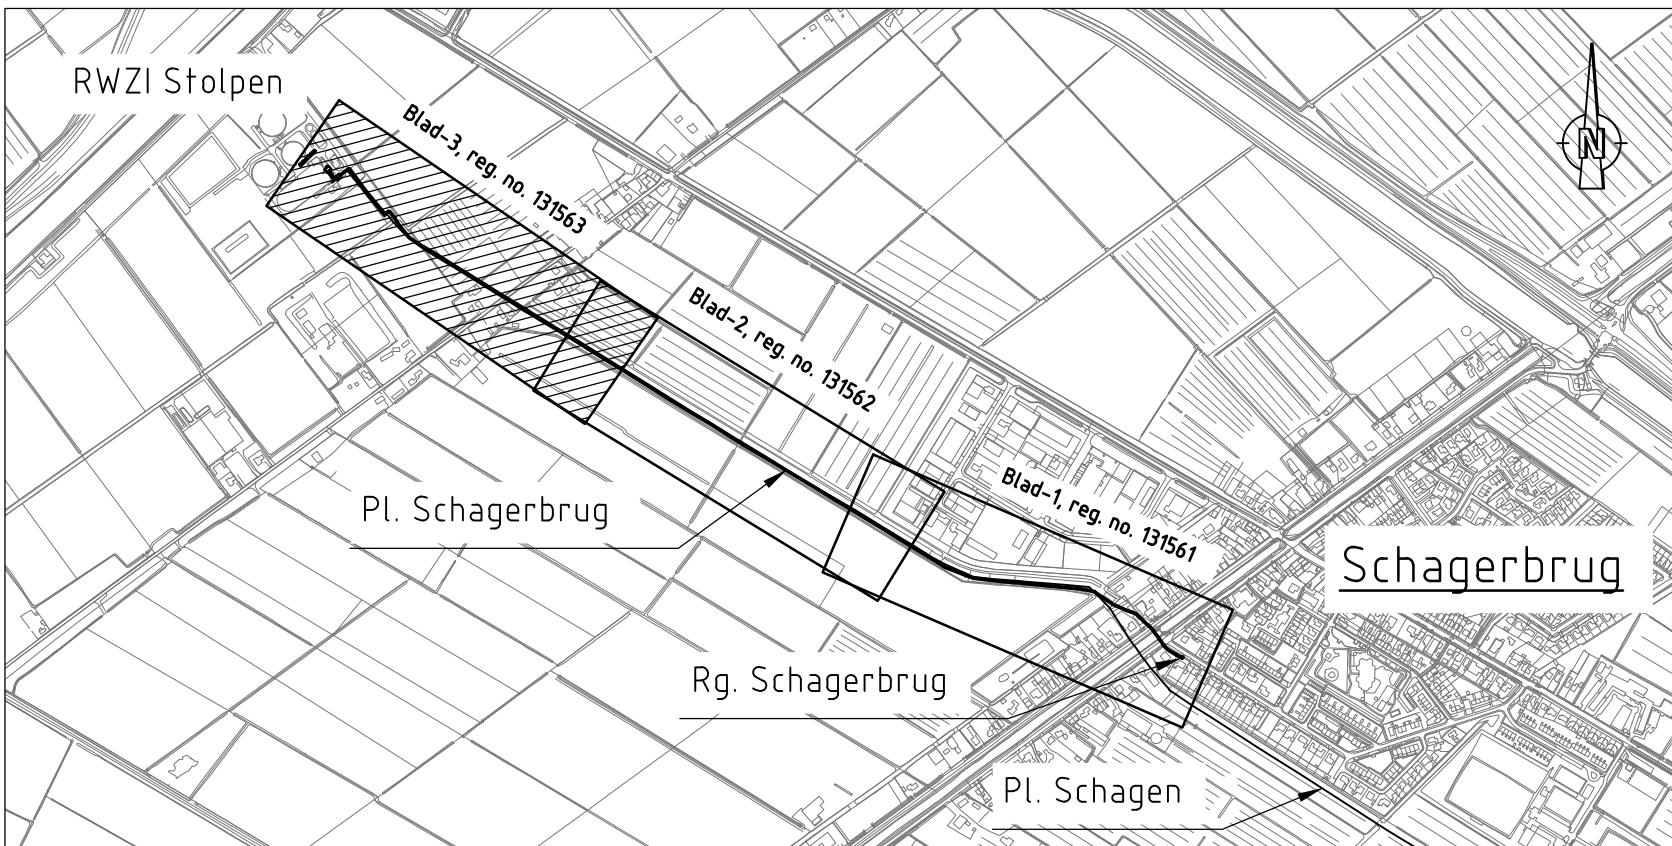 RWZI Stolpen
Blad-3, reg. no. 131563
N
Blad-2, reg. no. 131562
Pl. Schagerbrug
Blad-1, reg. no. 131561
Schagerbrug
Rg. Schagerbrug
Pl. Schagen